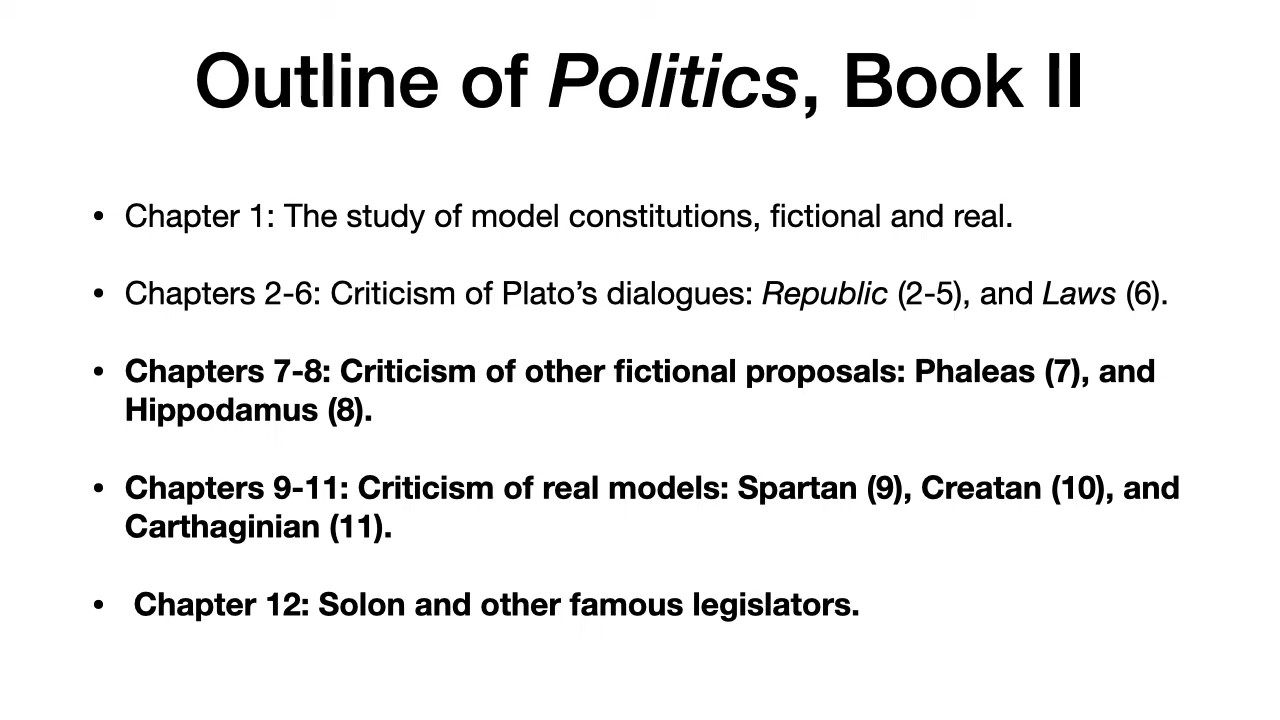 Outline of Politics, Book II
• Chapter 1: The study of model constitutions, fictional and real.
• Chapters 2-6: Criticism of Plato’s dialogues: Republic (2-5), and Laws (6).
• Chapters 7-8: Criticism of other fictional proposals: Phaleas (7), and
Hippodamus (8).
• Chapters 9-11: Criticism of real models: Spartan (9), Creatan (10), and
Carthaginian (11).
• Chapter 12: Solon and other famous legislators.